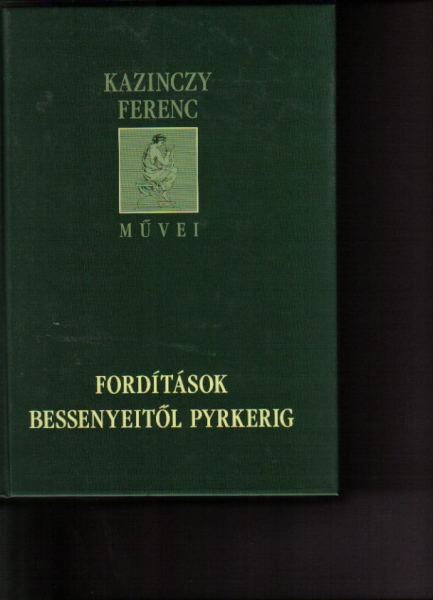 KAZINCZY
FERENC
MŰVEI
FORDÍTÁSOK
BESSENYEITŐL PYRKERIG